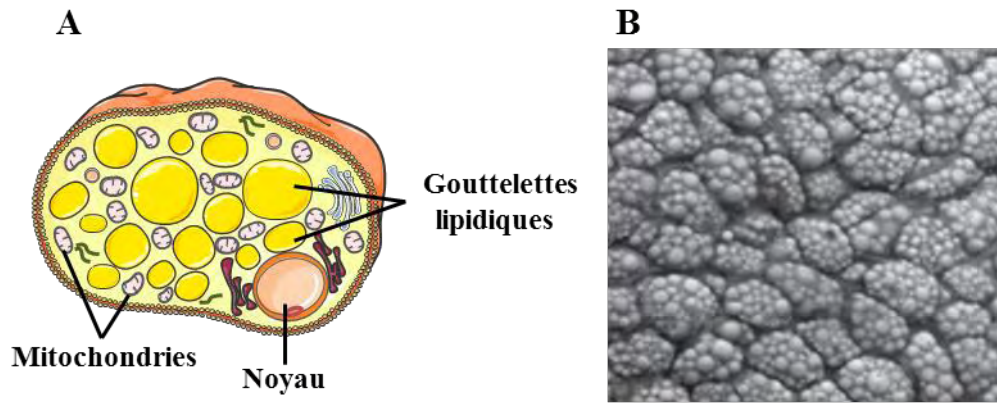 A
B
Gouttelettes
lipidiques
Mitochondries
Noyau